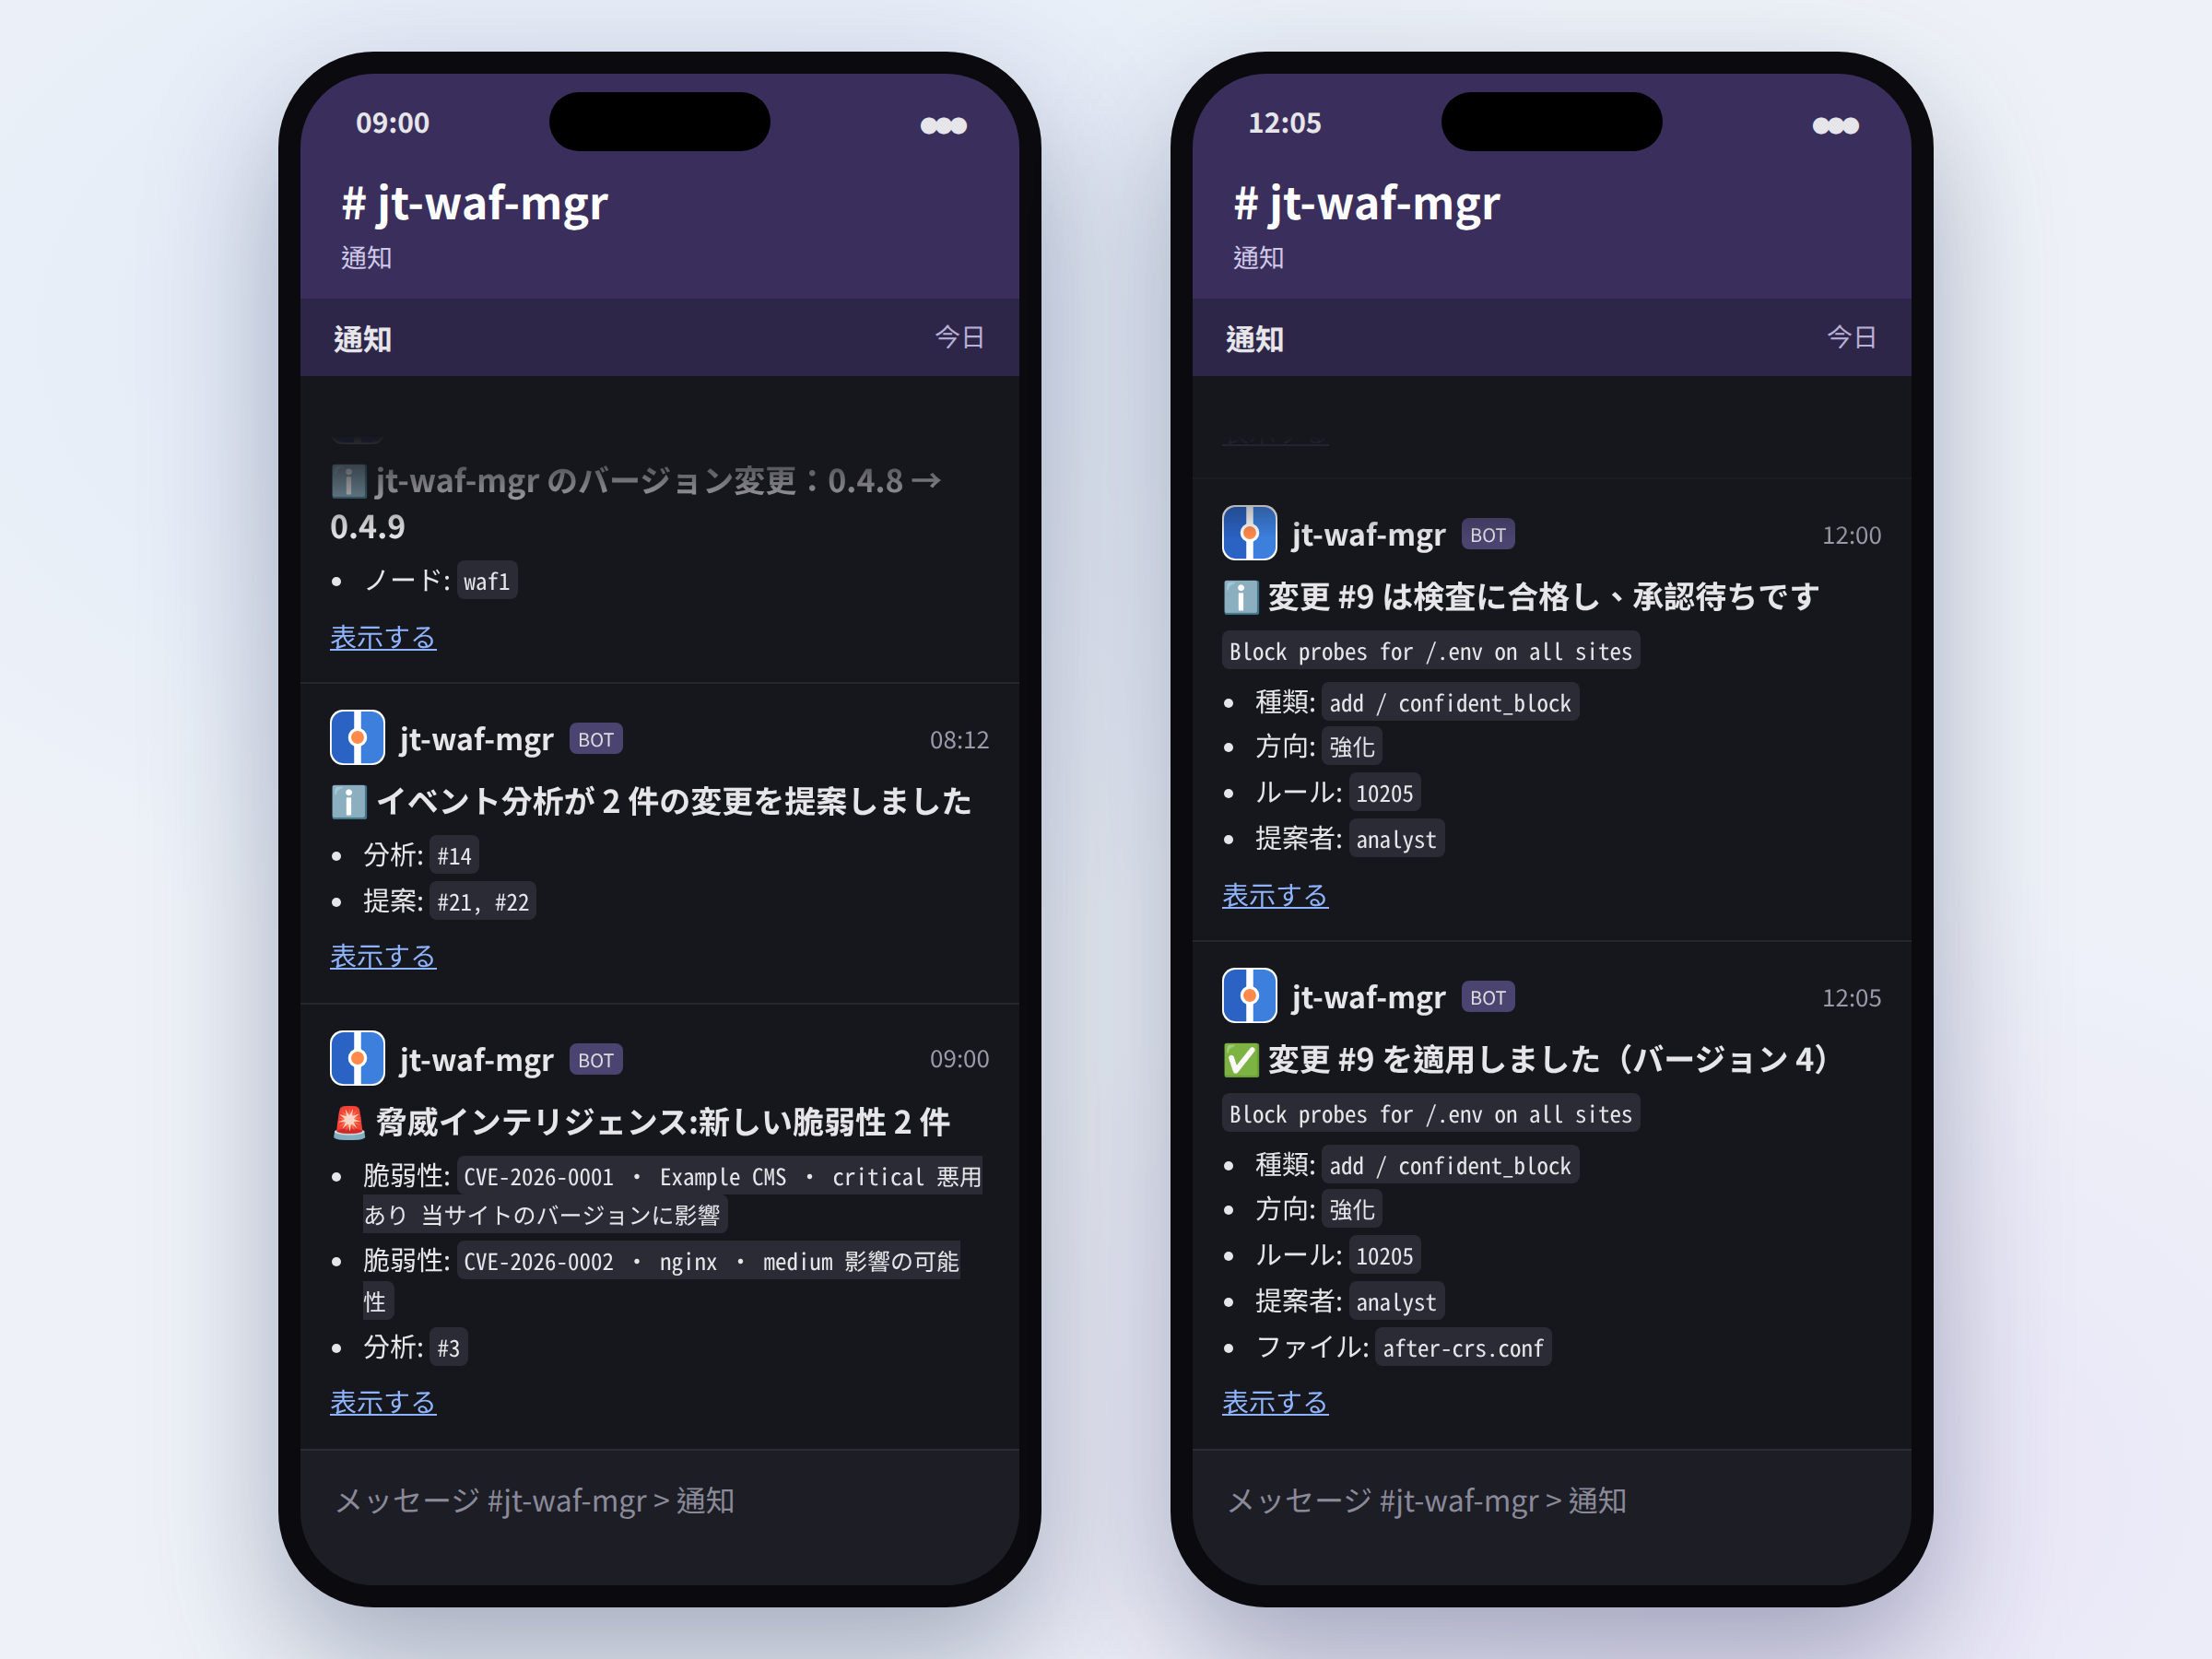 09:00
# jt-waf-mgr
通知
通知 今日
ℹ️ jt-waf-mgr のバージョン変更：0.4.8 →
0.4.9
• ノード: waf1
表示する
jt-waf-mgr BOT 08:12
ℹ️ イベント分析が 2 件の変更を提案しました
• 分析: #14
• 提案: #21, #22
表示する
jt-waf-mgr BOT 09:00
🚨 脅威インテリジェンス:新しい脆弱性 2 件
• 脆弱性: CVE-2026-0001 · Example CMS · critical 悪用
あり 当サイトのバージョンに影響
• 脆弱性: CVE-2026-0002 · nginx · medium 影響の可能
性
• 分析: #3
表示する
メッセージ #jt-waf-mgr > 通知
12:05
# jt-waf-mgr
通知
通知 今日
表示する
jt-waf-mgr BOT 12:00
ℹ️ 変更 #9 は検査に合格し、承認待ちです
Block probes for /.env on all sites
• 種類: add / confident_block
• 方向: 強化
• ルール: 10205
• 提案者: analyst
表示する
jt-waf-mgr BOT 12:05
✅ 変更 #9 を適用しました（バージョン 4）
Block probes for /.env on all sites
• 種類: add / confident_block
• 方向: 強化
• ルール: 10205
• 提案者: analyst
• ファイル: after-crs.conf
表示する
メッセージ #jt-waf-mgr > 通知